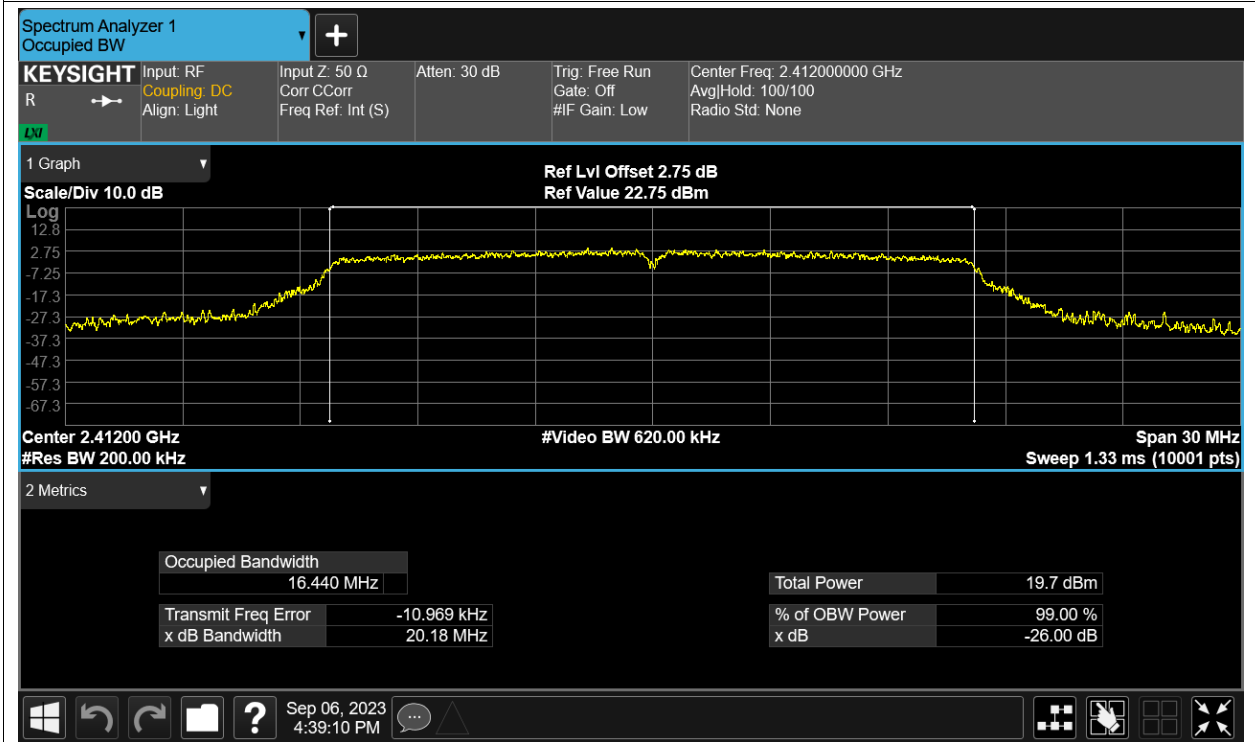 Spectrum Analyzer 1
Occupied BW
KEYSIGHT
R
LXI
Input: RF
Coupling: DC
Align: Light
Input Z: 50 Ω
Corr CCorr
Freq Ref: Int (S)
Atten: 30 dB
Trig: Free Run
Gate: Off
#IF Gain: Low
Center Freq: 2.412000000 GHz
Avg|Hold: 100/100
Radio Std: None
1 Graph
Scale/Div 10.0 dB
Ref Lvl Offset 2.75 dB
Ref Value 22.75 dBm
Log
12.8
2.75
-7.25
-17.3
-27.3
-37.3
-47.3
-57.3
-67.3
Center 2.41200 GHz
#Res BW 200.00 kHz
#Video BW 620.00 kHz
Span 30 MHz
Sweep 1.33 ms (10001 pts)
2 Metrics
Occupied Bandwidth
16.440 MHz
Transmit Freq Error -10.969 kHz
x dB Bandwidth 20.18 MHz
Total Power 19.7 dBm
% of OBW Power 99.00 %
x dB -26.00 dB
?
Sep 06, 2023
4:39:10 PM